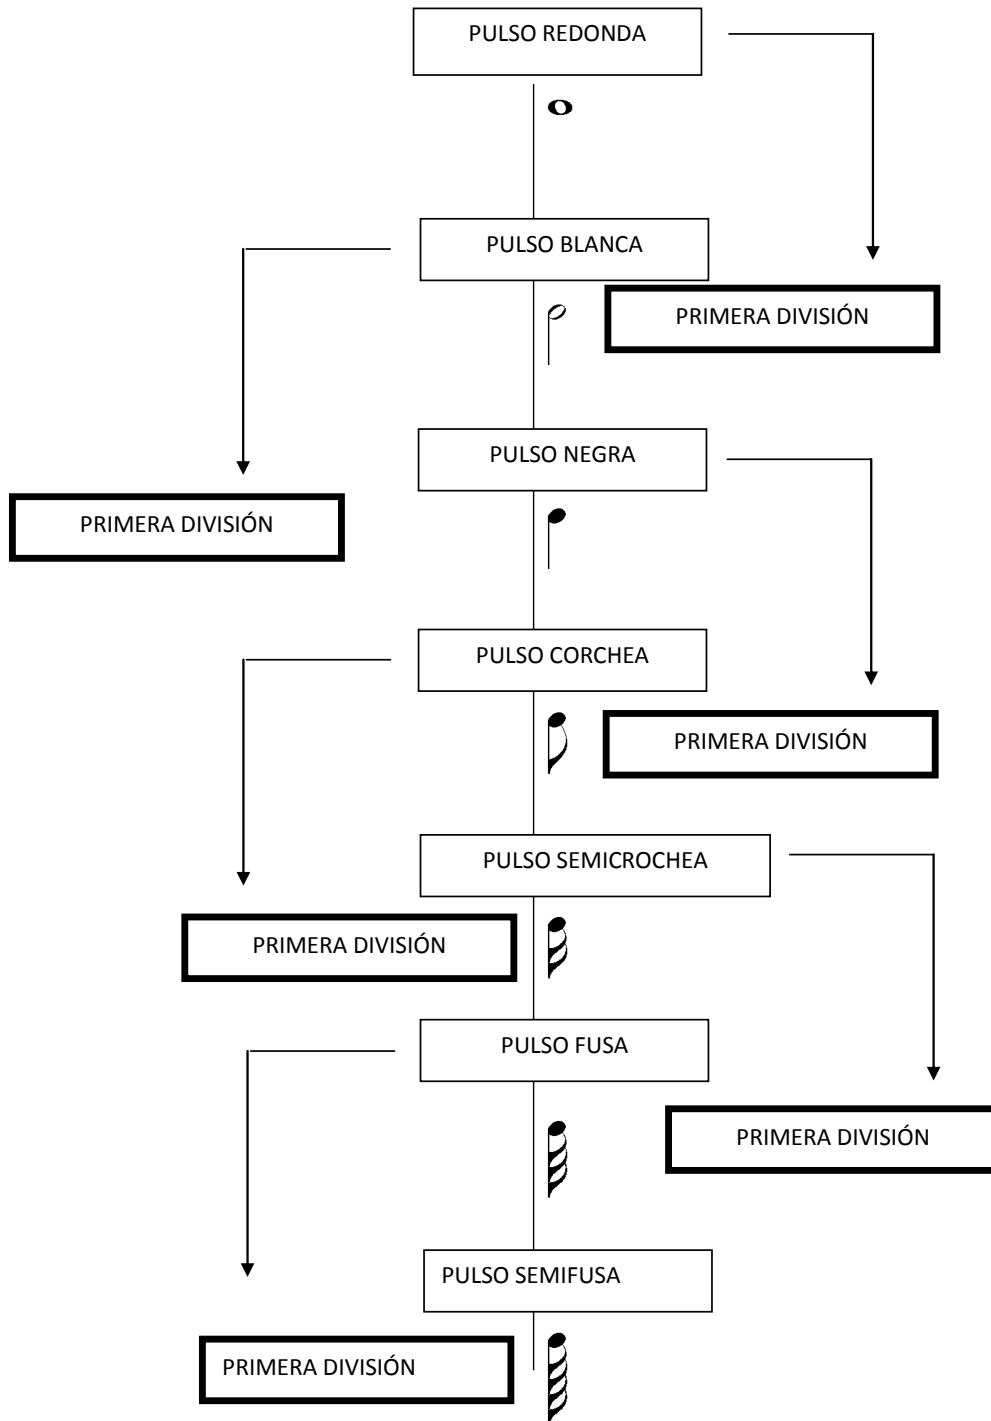 PULSO REDONDA
PULSO BLANCA
PRIMERA DIVISIÓN
PULSO NEGRA
PRIMERA DIVISIÓN
PULSO CORCHEA
PRIMERA DIVISIÓN
PULSO SEMICROCHEA
PRIMERA DIVISIÓN
PULSO FUSA
PRIMERA DIVISIÓN
PULSO SEMIFUSA
PRIMERA DIVISIÓN